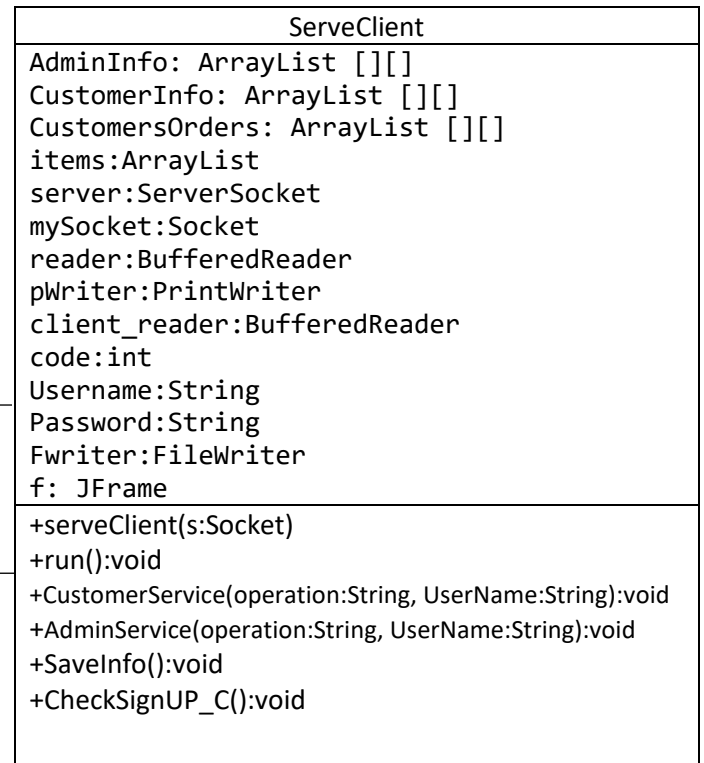 ServeClient
AdminInfo: ArrayList [][]
CustomerInfo: ArrayList [][]
CustomersOrders: ArrayList [][]
items:ArrayList
server:ServerSocket
mySocket:Socket
reader:BufferedReader
pWriter:PrintWriter
client_reader:BufferedReader
code:int
Username:String
Password:String
Fwriter:FileWriter
f: JFrame
+serveClient(s:Socket)
+run():void
+CustomerService(operation:String, UserName:String):void
+AdminService(operation:String, UserName:String):void
+SaveInfo():void
+CheckSignUP_C():void